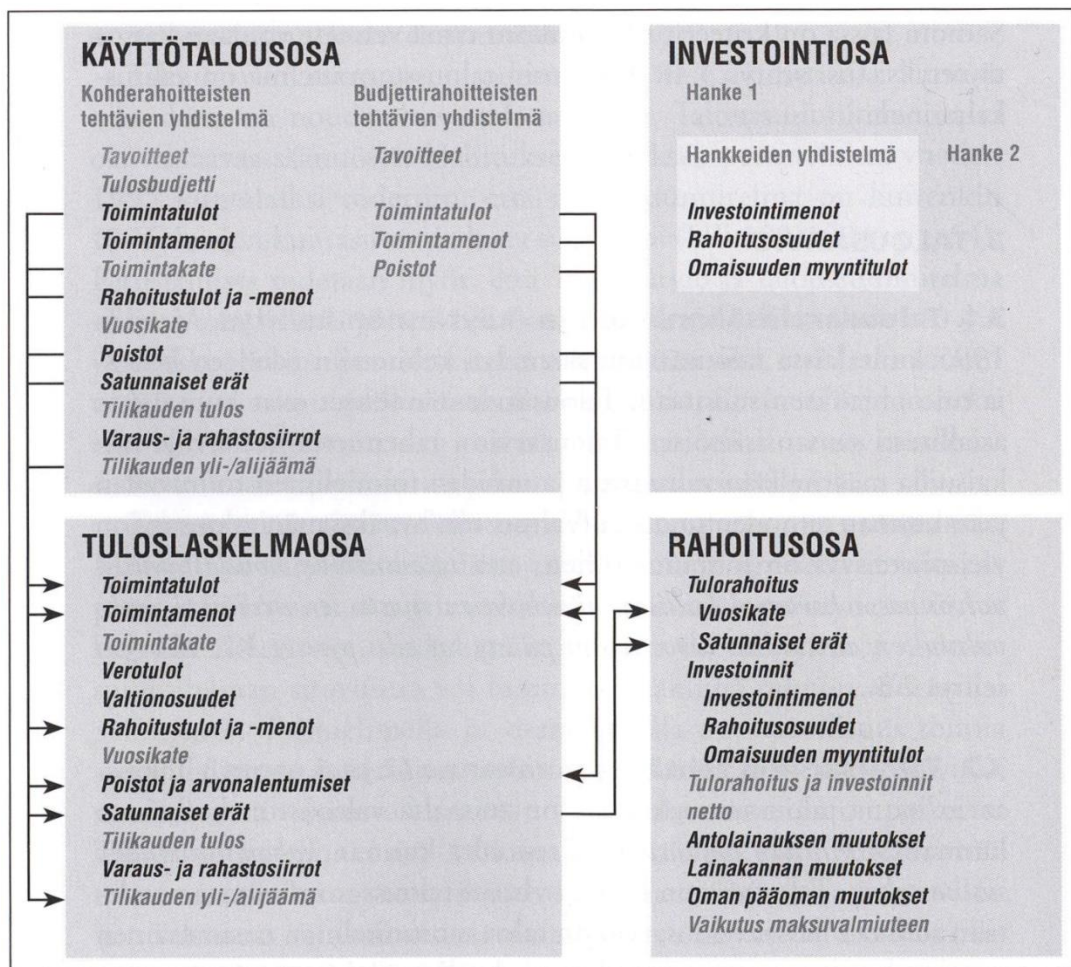 KÄYTTÖTALOUSOSA
Kohderahoitteisten
tehtävien yhdistelmä
Tavoitteet
Tulosbudjetti
Toimintatulot
Toimintamenot
Toimintakate
Rahoitustulot ja -menot
Vuosikate
Poistot
Satunnaiset erät
Tilikauden tulos
Varaus- ja rahastosiirrot
Tilikauden yli-/alijäämä
Budjettirahoitteisten
tehtävien yhdistelmä
Tavoitteet
Toimintatulot
Toimintamenot
Poistot
INVESTOINTIOSA
Hanke 1
Hankkeiden yhdistelmä
Hanke 2
Investointimenot
Rahoitusosuudet
Omaisuuden myyntitulot
TULOSLASKELMAOSA
Toimintatulot
Toimintamenot
Toimintakate
Verotulot
Valtionosuudet
Rahoitustulot ja -menot
Vuosikate
Poistot ja arvonalentumiset
Satunnaiset erät
Tilikauden tulos
Varaus- ja rahastosiirrot
Tilikauden yli-/alijäämä
RAHOITUSOSA
Tulorahoitus
Vuosikate
Satunnaiset erät
Investoinnit
Investointimenot
Rahoitusosuudet
Omaisuuden myyntitulot
Tulorahoitus ja investoinnit
netto
Antolainauksen muutokset
Lainakannan muutokset
Oman pääoman muutokset
Vaikutus maksuvalmiuteen